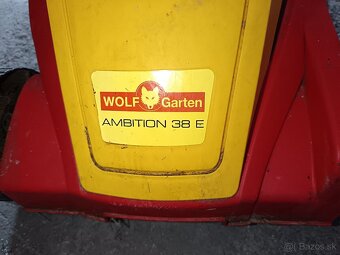 WOLF Garten
AMBITION 38 E
Bazos.sk